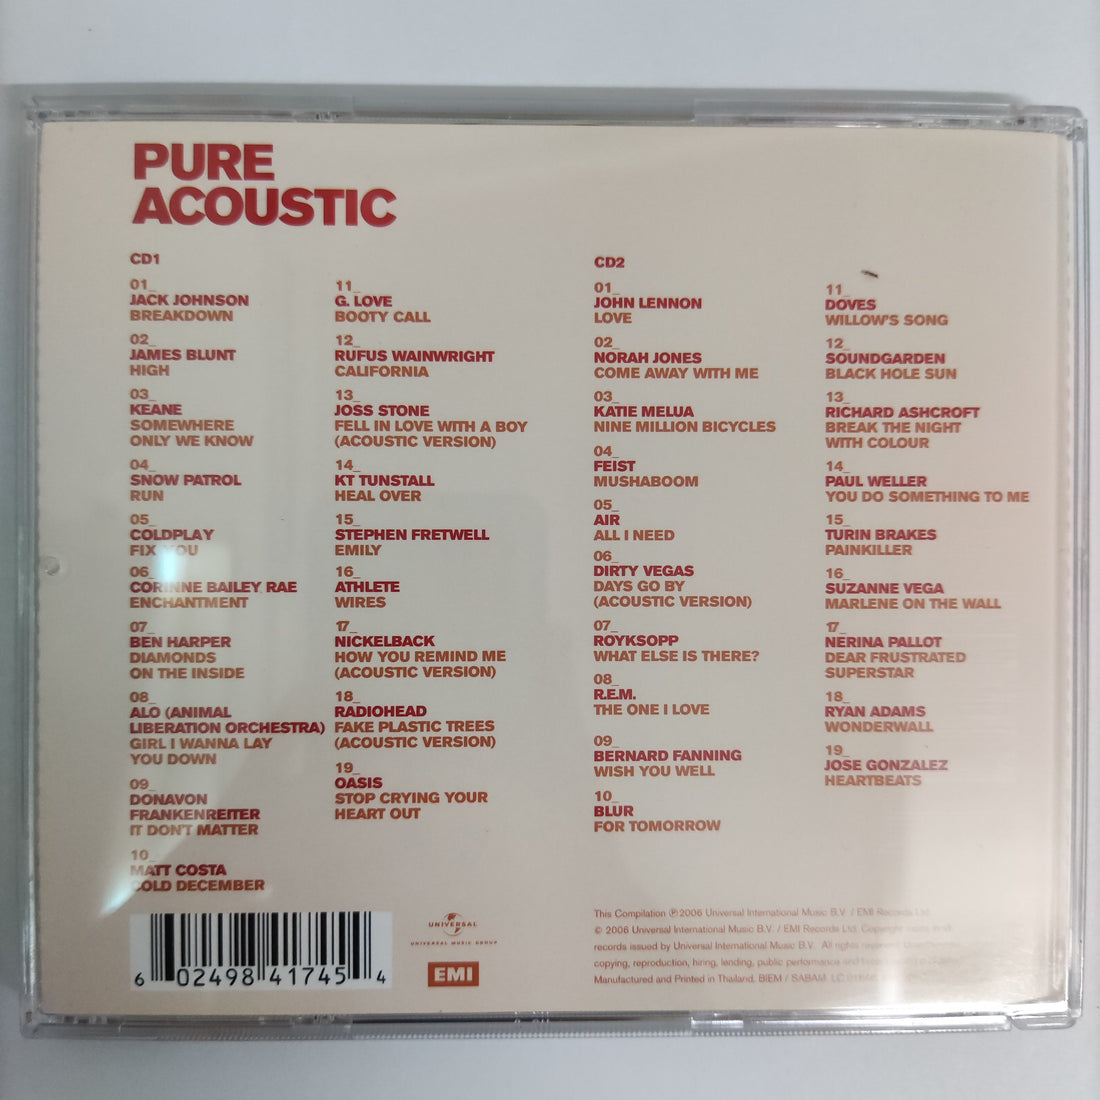 PURE
ACOUSTIC
CD1
01_
JACK JOHNSON
BREAKDOWN
02_
JAMES BLUNT
HIGH
03_
KEANE
SOMEWHERE
ONLY WE KNOW
04_
SNOW PATROL
RUN
05_
COLDPLAY
FIX YOU
06_
CORINNE BAILEY RAE
ENCHANTMENT
07_
BEN HARPER
DIAMONDS
ON THE INSIDE
08_
ALO (ANIMAL
LIBERATION ORCHESTRA)
GIRL I WANNA LAY
YOU DOWN
09_
DONAVON
FRANKENREITER
IT DON'T MATTER
10_
MATT COSTA
COLD DECEMBER
11_
G. LOVE
BOOTY CALL
12_
RUFUS WAINWRIGHT
CALIFORNIA
13_
JOSS STONE
FELL IN LOVE WITH A BOY
(ACOUSTIC VERSION)
14_
KT TUNSTALL
HEAL OVER
15_
STEPHEN FRETWELL
EMILY
16_
ATHLETE
WIRES
17_
NICKELBACK
HOW YOU REMIND ME
(ACOUSTIC VERSION)
18_
RADIOHEAD
FAKE PLASTIC TREES
(ACOUSTIC VERSION)
19_
OASIS
STOP CRYING YOUR
HEART OUT
CD2
01_
JOHN LENNON
LOVE
02_
NORAH JONES
COME AWAY WITH ME
03_
KATIE MELUA
NINE MILLION BICYCLES
04_
FEIST
MUSHABOOM
05_
AIR
ALL I NEED
06_
DIRTY VEGAS
DAYS GO BY
(ACOUSTIC VERSION)
07_
ROYKSOPP
WHAT ELSE IS THERE?
08_
R.E.M.
THE ONE I LOVE
09_
BERNARD FANNING
WISH YOU WELL
10_
BLUR
FOR TOMORROW
11_
DOVES
WILLOW'S SONG
12_
SOUNDGARDEN
BLACK HOLE SUN
13_
RICHARD ASHCROFT
BREAK THE NIGHT
WITH COLOUR
14_
PAUL WELLER
YOU DO SOMETHING TO ME
15_
TURIN BRAKES
PAINKILLER
16_
SUZANNE VEGA
MARLENE ON THE WALL
17_
NERINA PALLOT
DEAR FRUSTRATED
SUPERSTAR
18_
RYAN ADAMS
WONDERWALL
19_
JOSE GONZALEZ
HEARTBEATS
6 02498 41745 4
UNIVERSAL
UNIVERSAL MUSIC GROUP
EMI
This Compilation ℗ 2006 Universal International Music B.V. / EMI Records Ltd.
© 2006 Universal International Music B.V. / EMI Records Ltd. Copyright
records issued by Universal International Music B.V. All rights reserved.
copying, reproduction, hiring, lending, public performance and
Manufactured and Printed in Thailand. BIEM / SABAM. LC